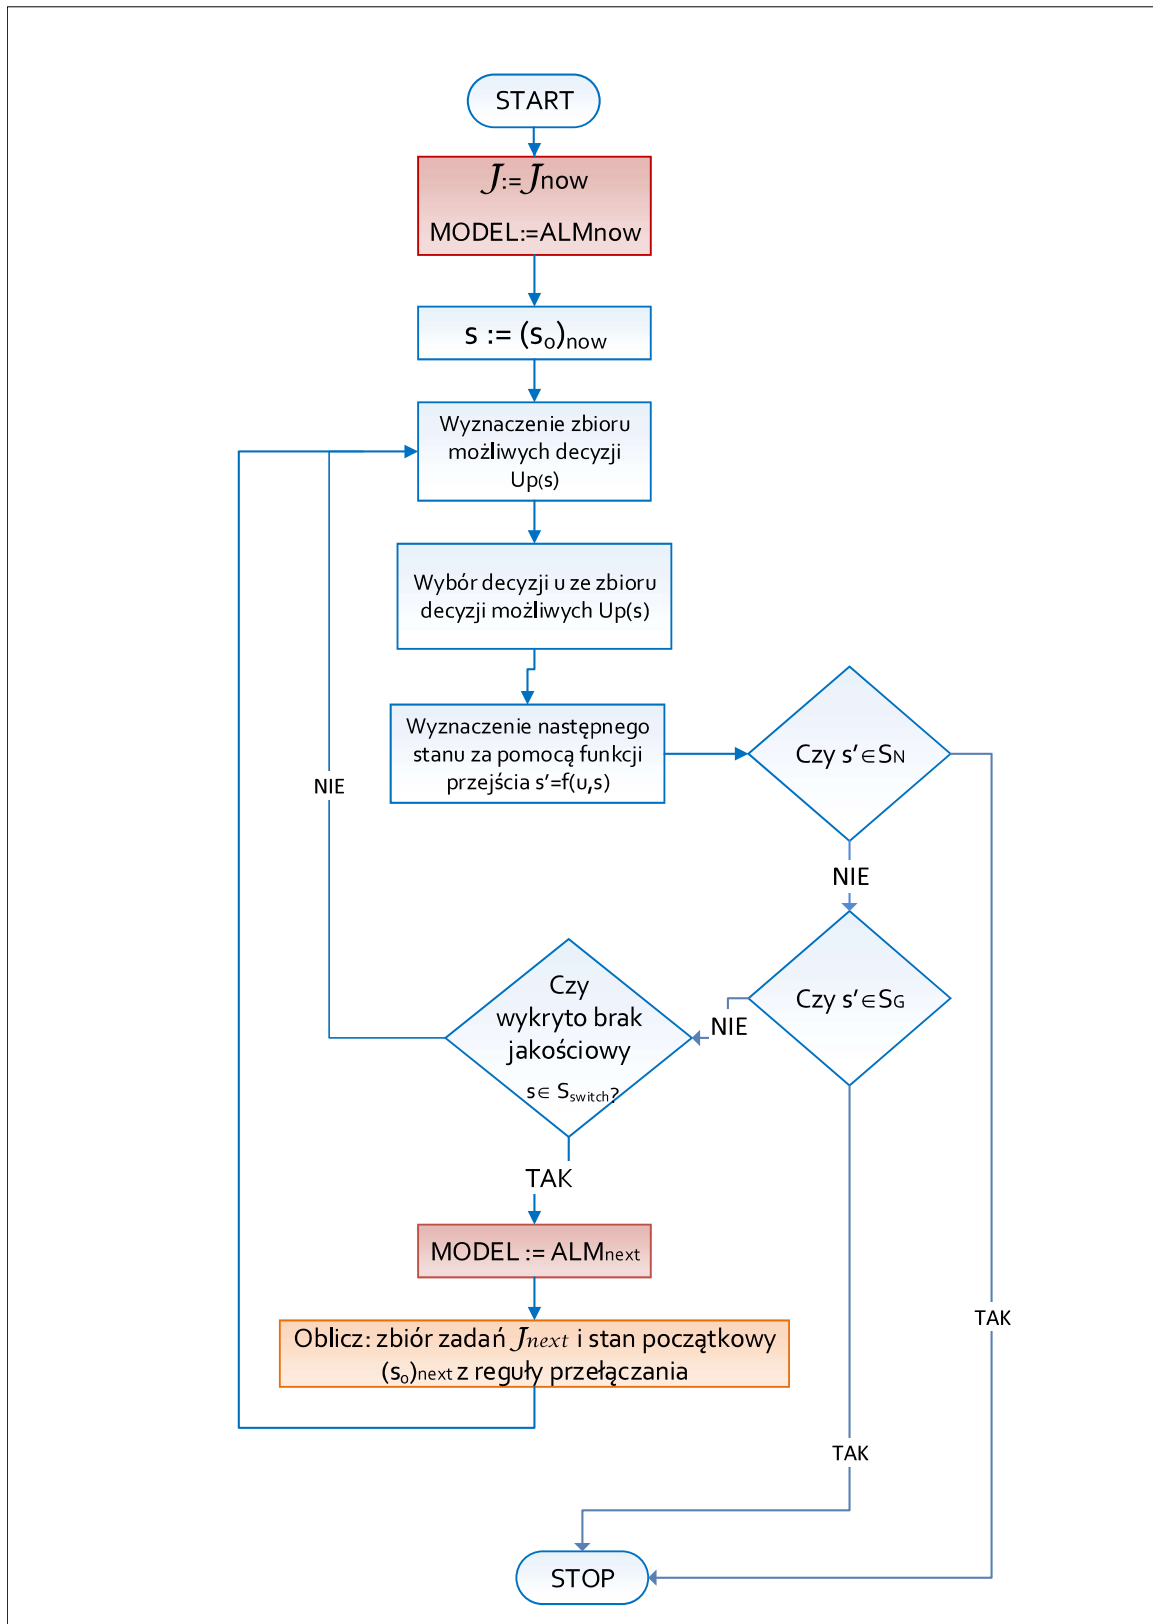 START
J:=Jnow
MODEL:=ALMnow
s := (s₀)now
Wyznaczenie zbioru
możliwych decyzji
Up(s)
Wybór decyzji u ze zbioru
decyzji możliwych Up(s)
Wyznaczenie następnego
stanu za pomocą funkcji
przejścia s'=f(u,s)
Czy s'∈SN
NIE
NIE
Czy s'∈SG
NIE
Czy
wykryto brak
jakościowy
s∈ Sswitch?
TAK
MODEL := ALMnext
Oblicz: zbiór zadań Jnext i stan początkowy
(s₀)next z reguły przełączania
TAK
TAK
STOP